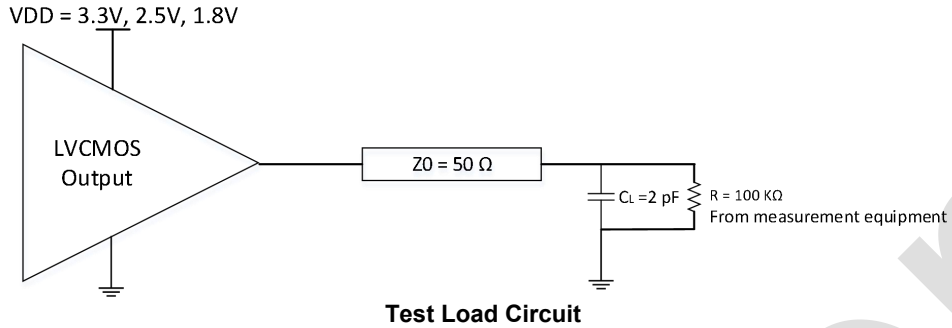 VDD = 3.3V, 2.5V, 1.8V
LVCMOS
Output
Z0 = 50 Ω
CL =2 pF
R = 100 KΩ
From measurement equipment
Test Load Circuit